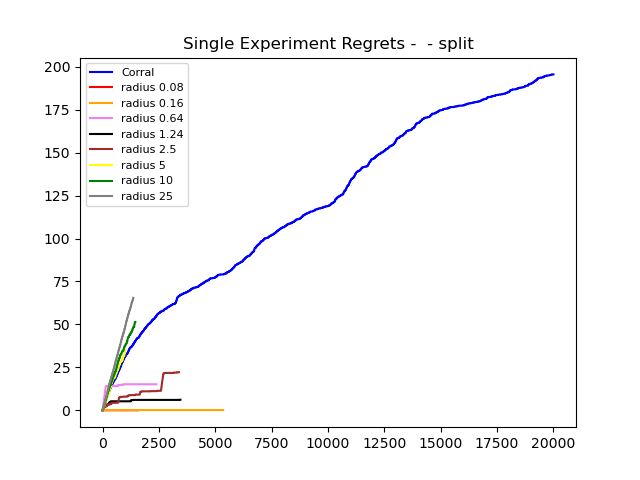 Single Experiment Regrets -  - split
200
175
150
125
100
75
50
25
0
Corral
radius 0.08
radius 0.16
radius 0.64
radius 1.24
radius 2.5
radius 5
radius 10
radius 25
0 2500 5000 7500 10000 12500 15000 17500 20000